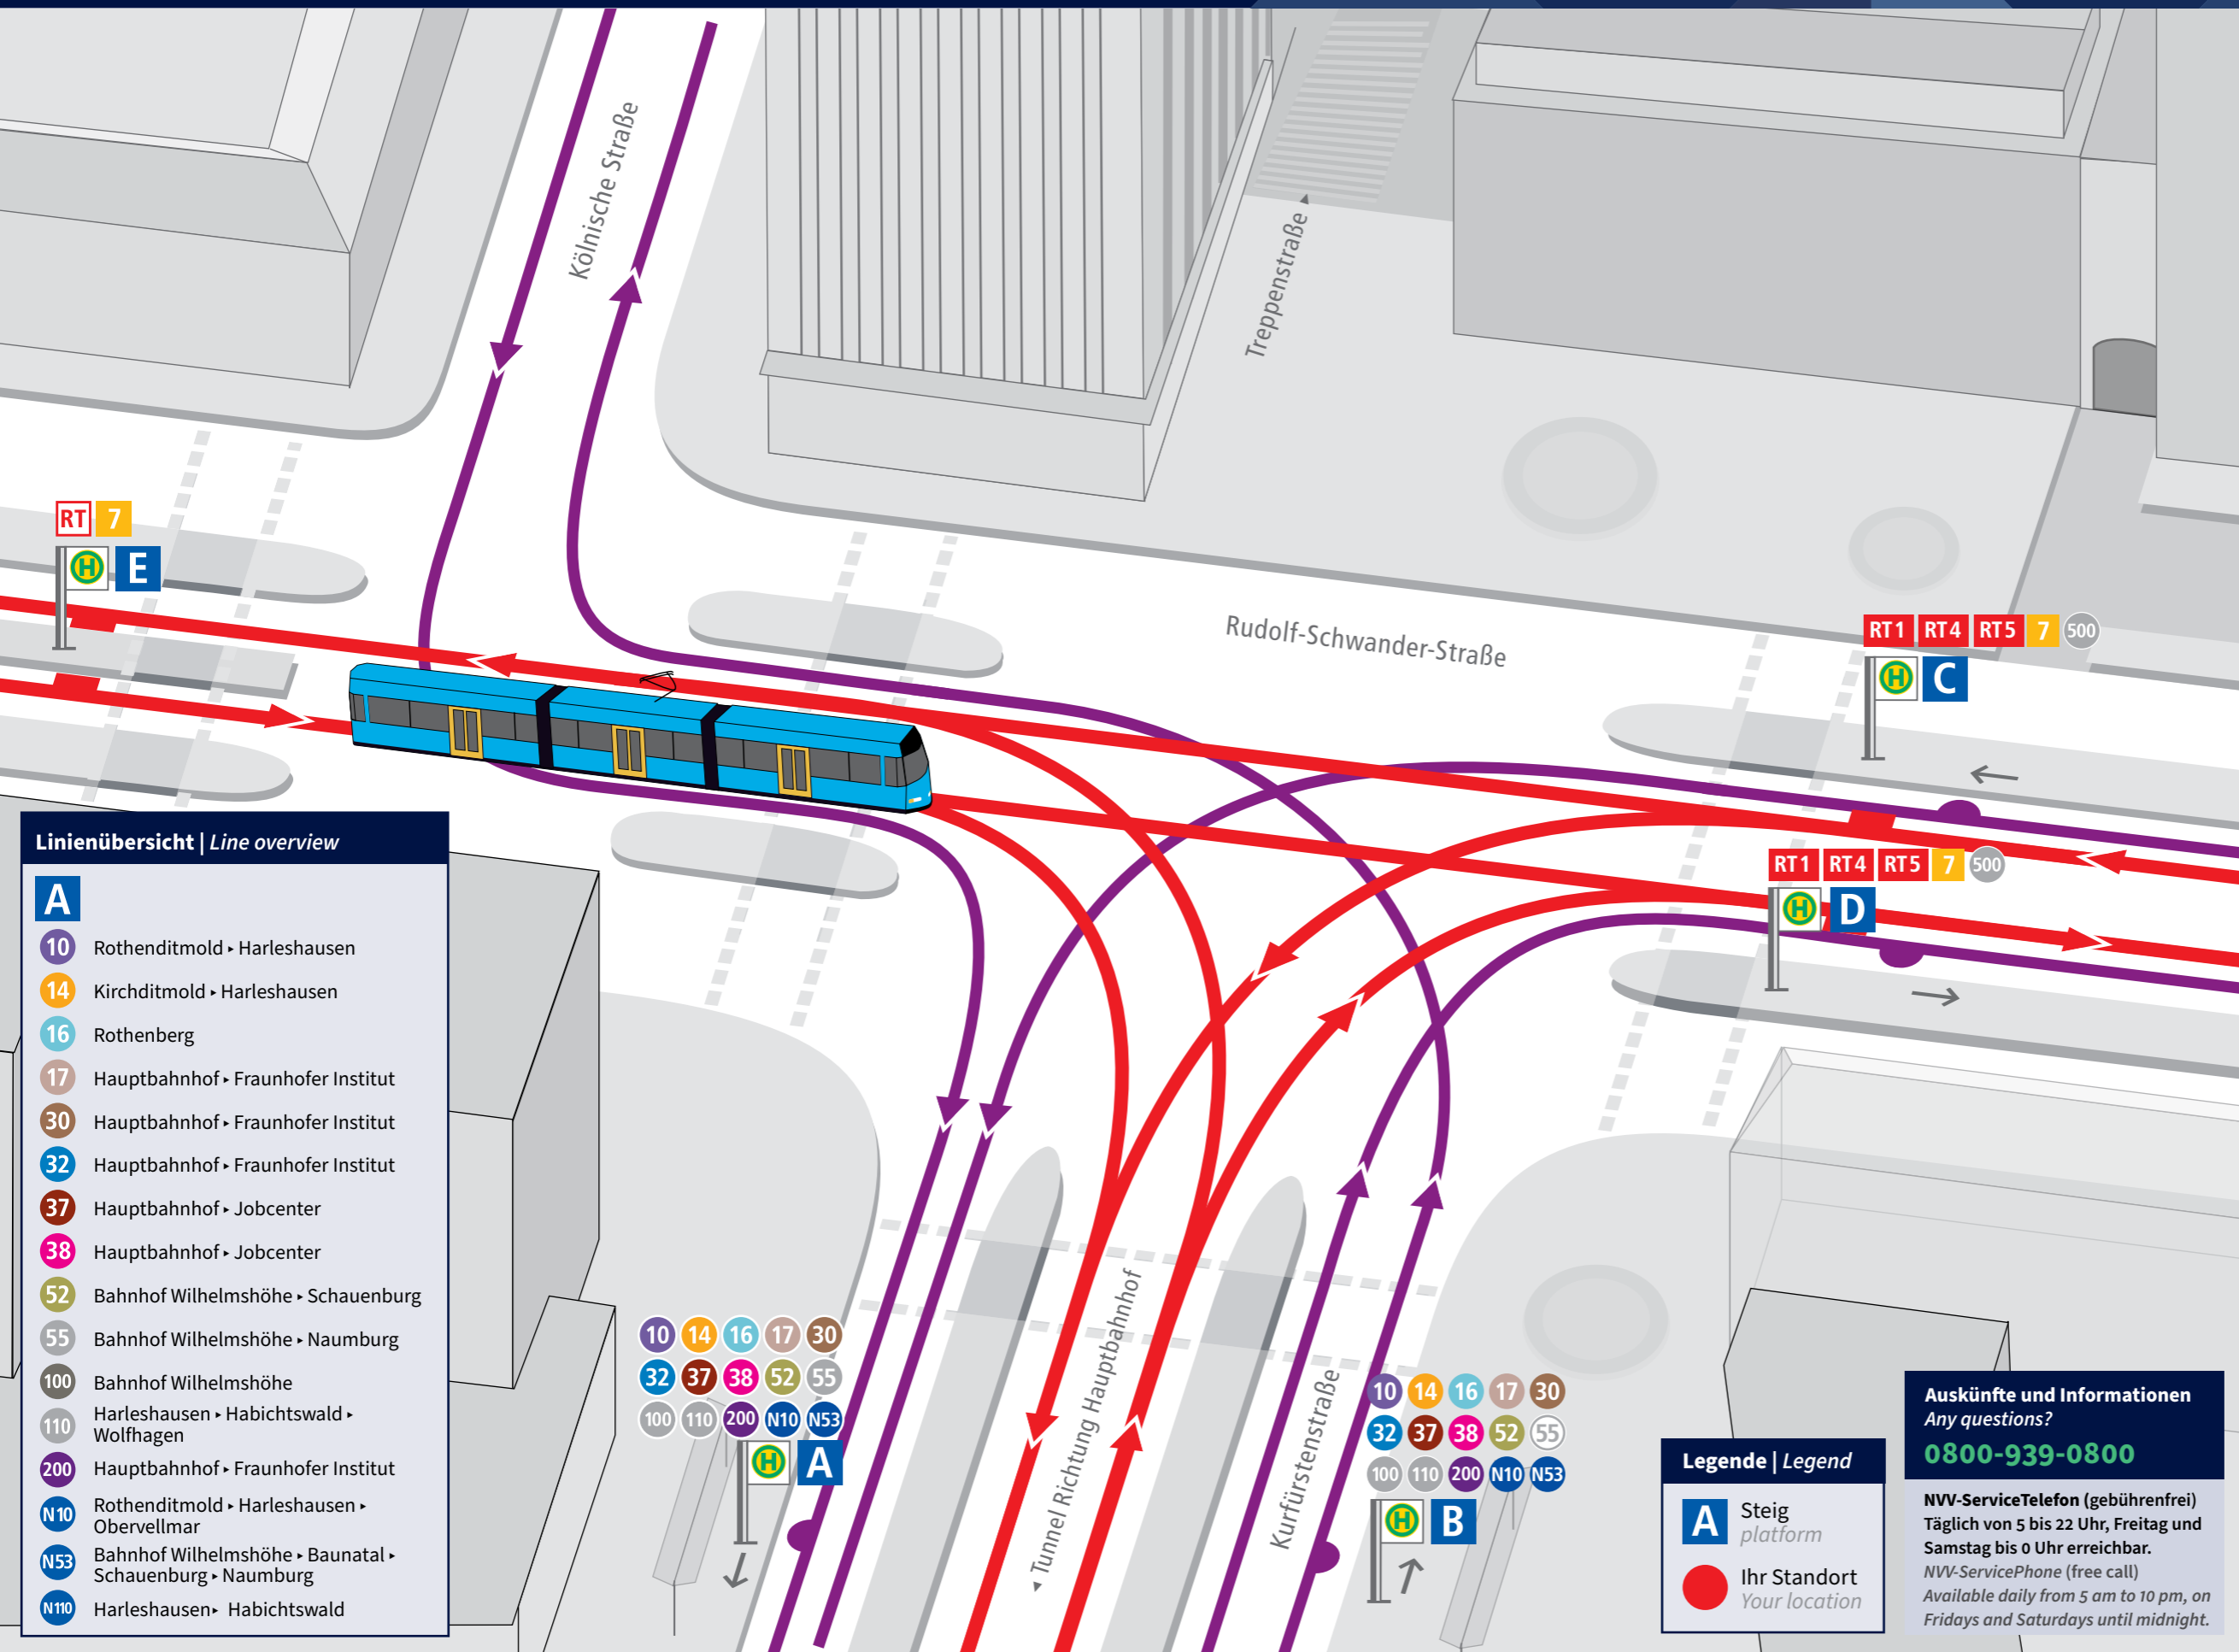 Kölnische Straße
Treppenstraße
Rudolf-Schwander-Straße
RT 7
H E
RT1 RT4 RT5 7 500
H C
RT1 RT4 RT5 7 500
H D
Linienübersicht | Line overview
A
10 Rothenditmold ▸ Harleshausen
14 Kirchditmold ▸ Harleshausen
16 Rothenberg
17 Hauptbahnhof ▸ Fraunhofer Institut
30 Hauptbahnhof ▸ Fraunhofer Institut
32 Hauptbahnhof ▸ Fraunhofer Institut
37 Hauptbahnhof ▸ Jobcenter
38 Hauptbahnhof ▸ Jobcenter
52 Bahnhof Wilhelmshöhe ▸ Schauenburg
55 Bahnhof Wilhelmshöhe ▸ Naumburg
100 Bahnhof Wilhelmshöhe
110 Harleshausen ▸ Habichtswald ▸
Wolfhagen
200 Hauptbahnhof ▸ Fraunhofer Institut
N10 Rothenditmold ▸ Harleshausen ▸
Obervellmar
N53 Bahnhof Wilhelmshöhe ▸ Baunatal ▸
Schauenburg ▸ Naumburg
N110 Harleshausen ▸ Habichtswald
10 14 16 17 30
32 37 38 52 55
100 110 200 N10 N53
H A
Tunnel Richtung Hauptbahnhof
Kurfürstenstraße
10 14 16 17 30
32 37 38 52 55
100 110 200 N10 N53
H B
Legende | Legend
A Steig
platform
Ihr Standort
Your location
Auskünfte und Informationen
Any questions?
0800-939-0800
NVV-ServiceTelefon (gebührenfrei)
Täglich von 5 bis 22 Uhr, Freitag und
Samstag bis 0 Uhr erreichbar.
NVV-ServicePhone (free call)
Available daily from 5 am to 10 pm, on
Fridays and Saturdays until midnight.